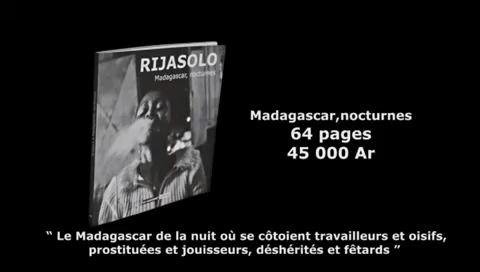 RIJASOLO
Madagascar, nocturnes
Madagascar,nocturnes
64 pages
45 000 Ar
“ Le Madagascar de la nuit où se côtoient travailleurs et oisifs,
prostituées et jouisseurs, déshérités et fêtards ”